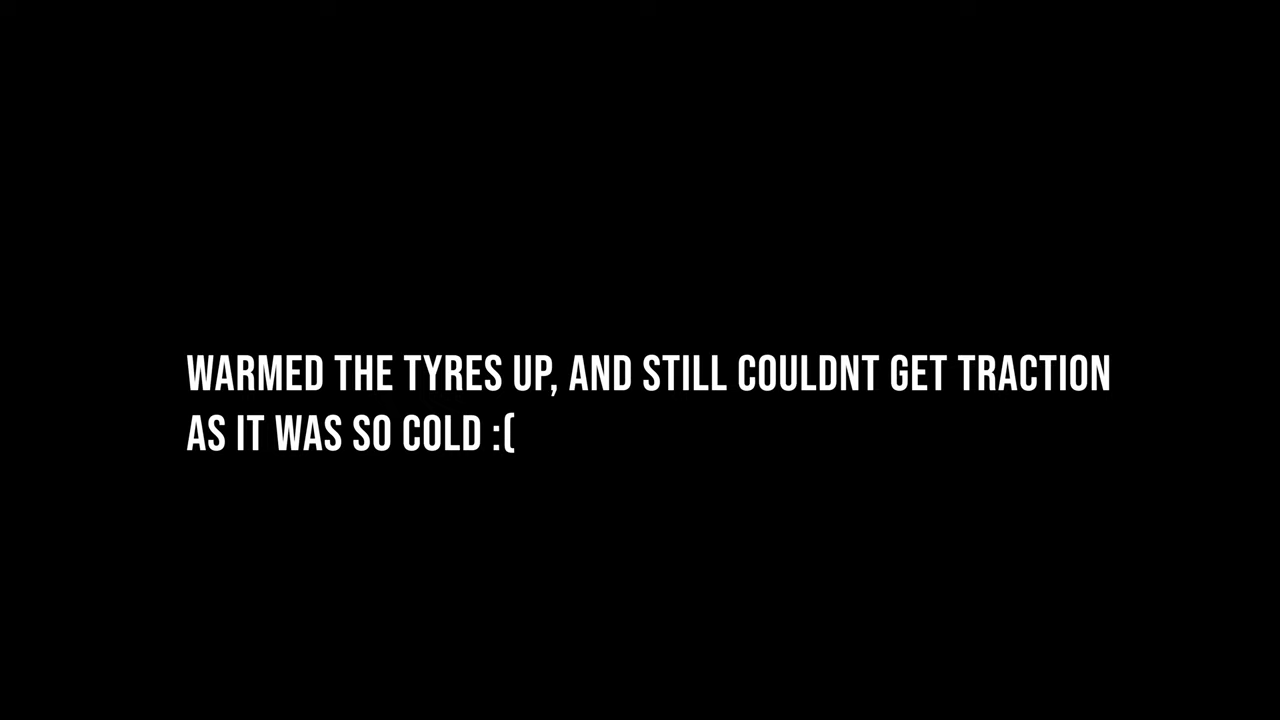 WARMED THE TYRES UP, AND STILL COULDNT GET TRACTION
AS IT WAS SO COLD :(